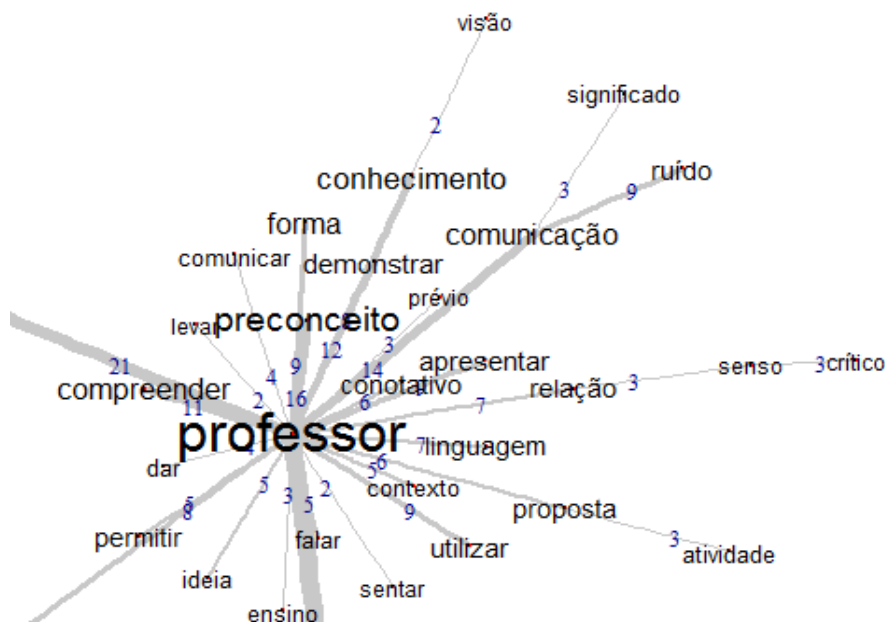 visão
significado
2
ruído
conhecimento
3
9
forma
comunicação
comunicar
demonstrar
prévio
levar
preconceito
3
12
21
9
14
apresentar
senso
3
crítico
compreender
4
conotativo
relação
3
2
16
6
7
11
professor
7
linguagem
dar
6
5
contexto
5
5
3
2
9
proposta
8
5
permitir
falar
utilizar
3
atividade
ideia
sentar
ensino